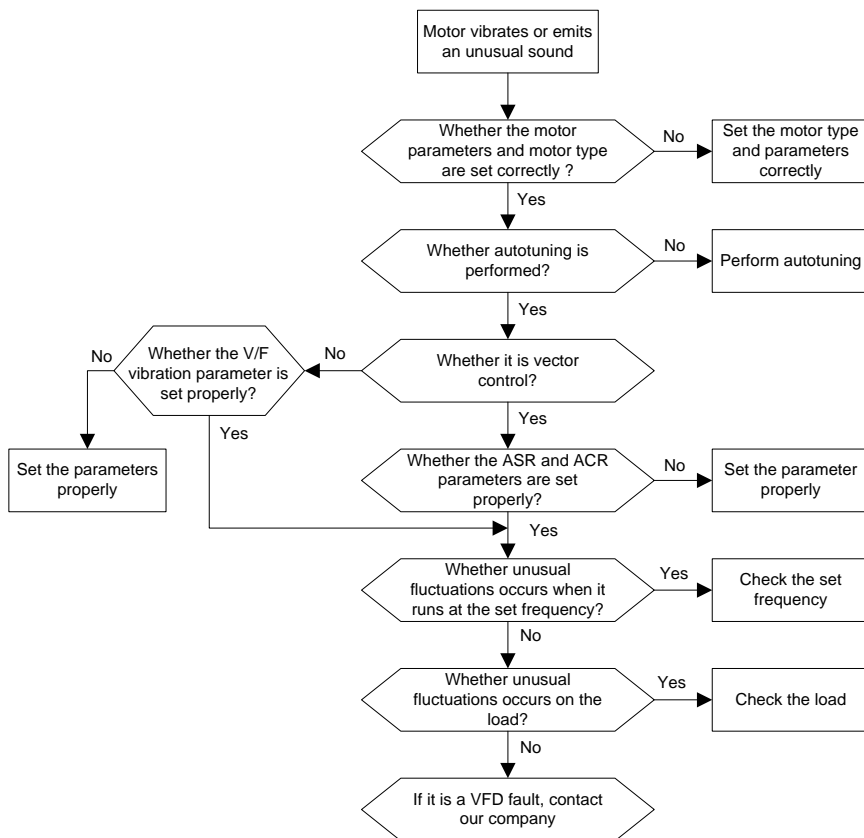 Motor vibrates or emits
an unusual sound
Whether the motor
parameters and motor type
are set correctly ?
No
Set the motor type
and parameters
correctly
Yes
Whether autotuning is
performed?
No
Perform autotuning
Yes
Whether the V/F
vibration parameter is
set properly?
No
No
Whether it is vector
control?
Yes
Yes
Set the parameters
properly
Whether the ASR and ACR
parameters are set
properly?
No
Set the parameter
properly
Yes
Whether unusual
fluctuations occurs when it
runs at the set frequency?
Yes
Check the set
frequency
No
Whether unusual
fluctuations occurs on the
load?
Yes
Check the load
No
If it is a VFD fault, contact
our company